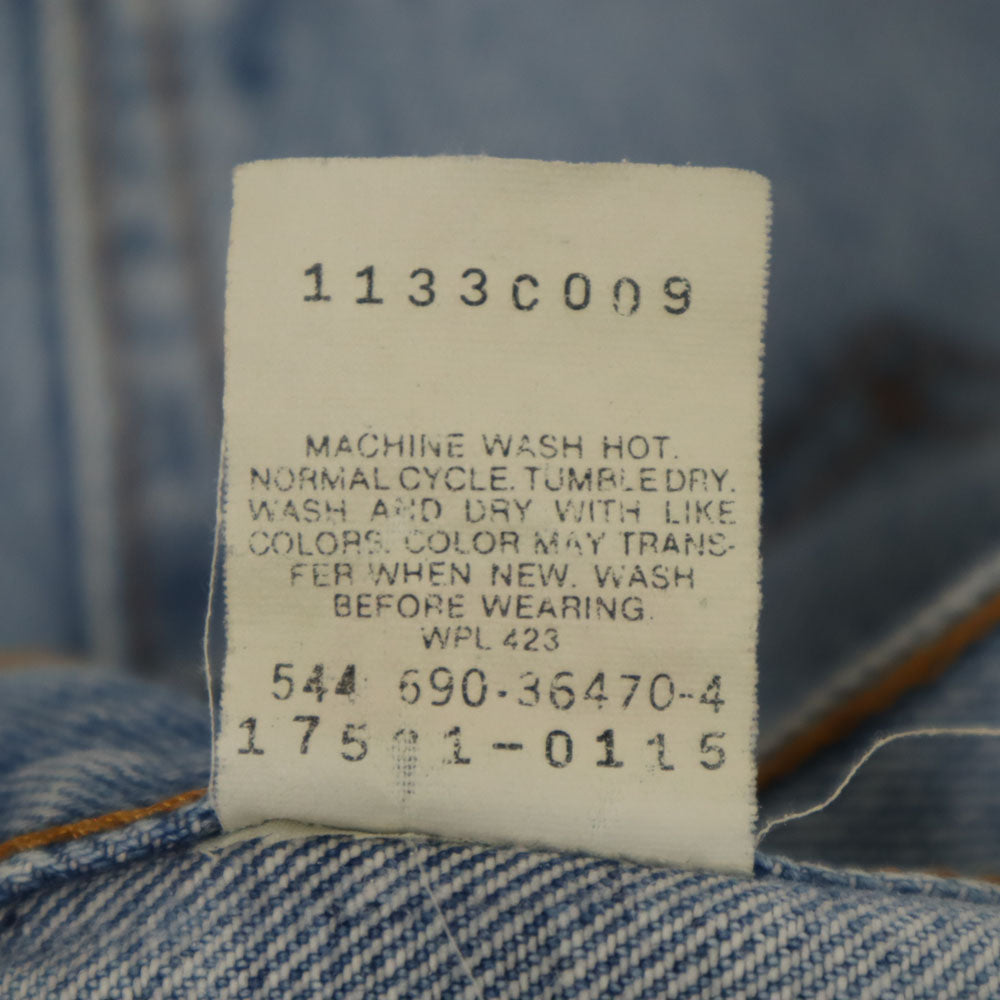 1133C009
MACHINE WASH HOT.
NORMAL CYCLE. TUMBLE DRY.
WASH AND DRY WITH LIKE
COLORS. COLOR MAY TRANS-
FER WHEN NEW. WASH
BEFORE WEARING.
WPL 423
544 690-36470-4
-0115